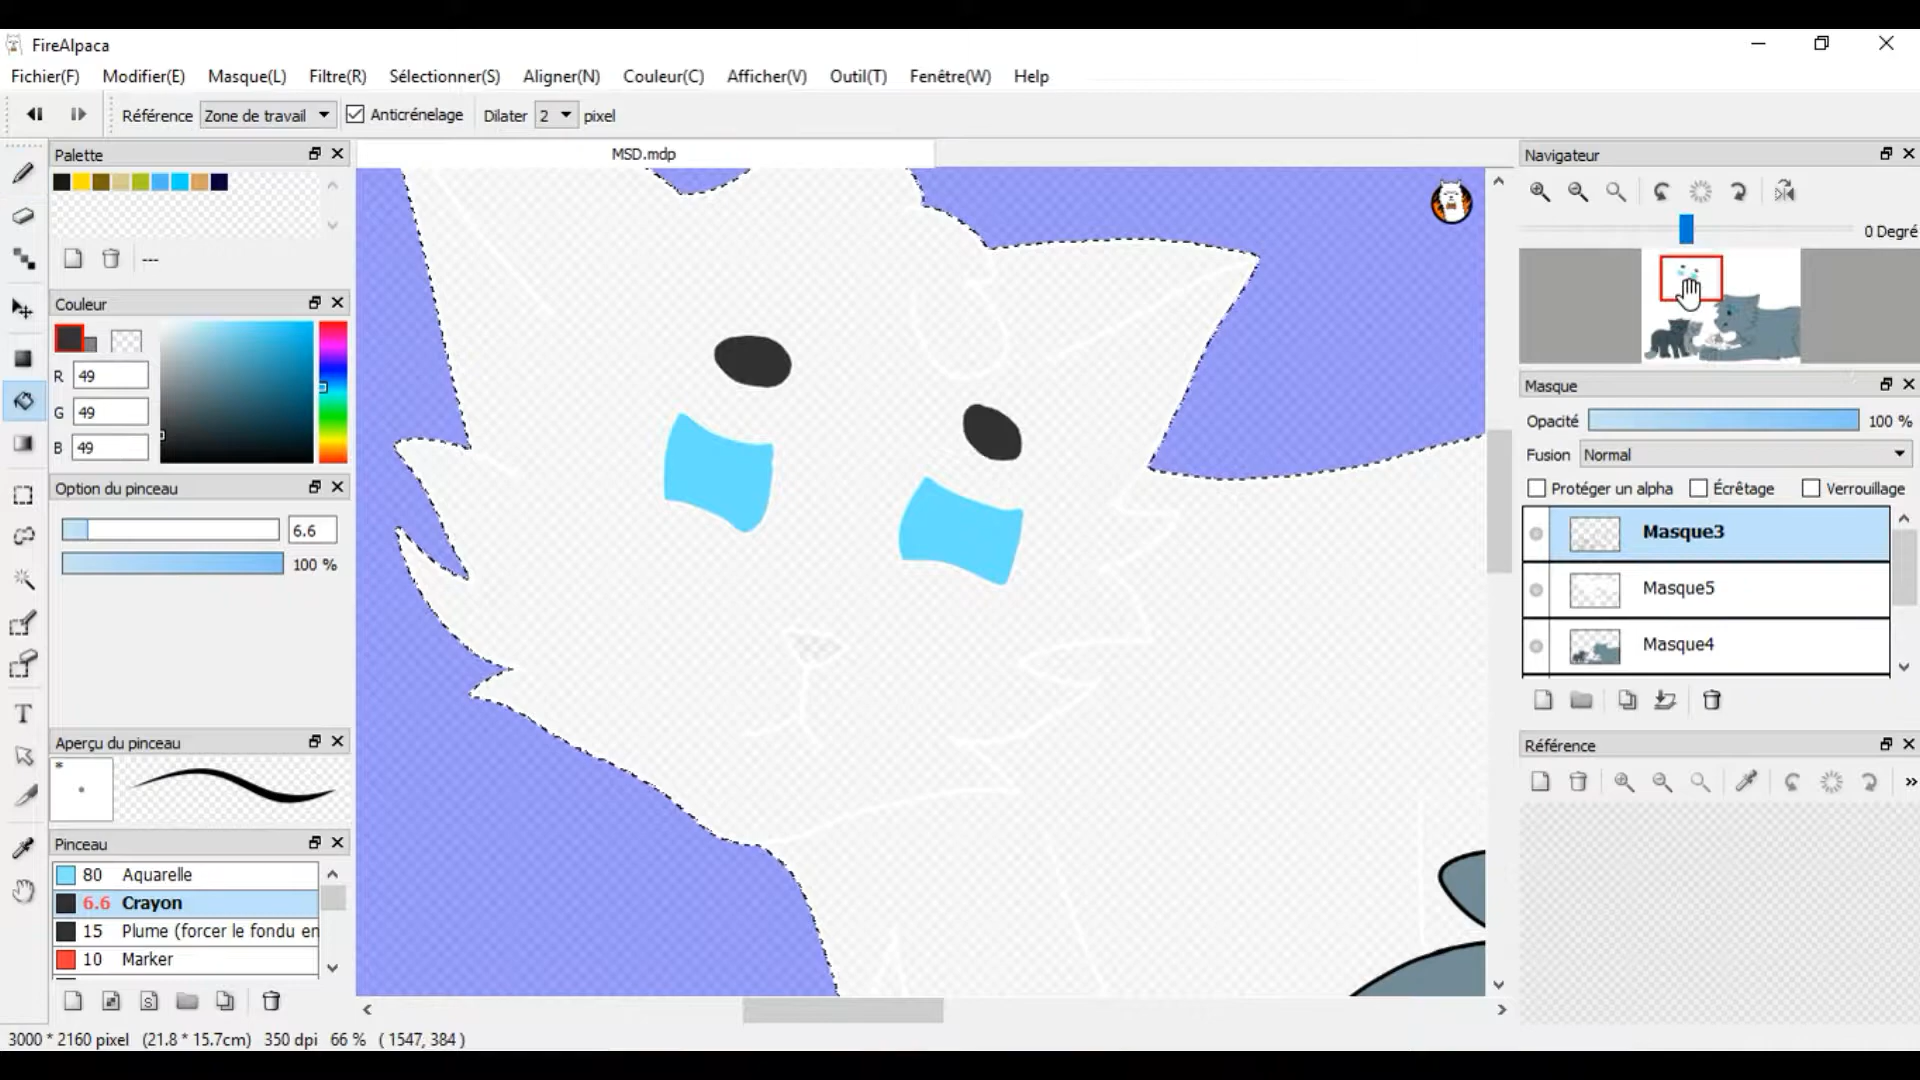 FireAlpaca
Fichier(F) Modifier(E) Masque(L) Filtre(R) Sélectionner(S) Aligner(N) Couleur(C) Afficher(V) Outil(T) Fenêtre(W) Help
Référence Zone de travail Anticrénelage Dilater 2 pixel
Palette
MSD.mdp
Navigateur
0 Degré
---
Couleur
R 49
G 49
B 49
Masque
Opacité 100 %
Fusion Normal
Protéger un alpha Écrêtage Verrouillage
Masque3
Masque5
Masque4
Option du pinceau
6.6
100 %
Aperçu du pinceau
*
Référence
»
Pinceau
80 Aquarelle
6.6 Crayon
15 Plume (forcer le fondu en
10 Marker
3000 * 2160 pixel (21.8 * 15.7cm) 350 dpi 66 % ( 1547, 384 )